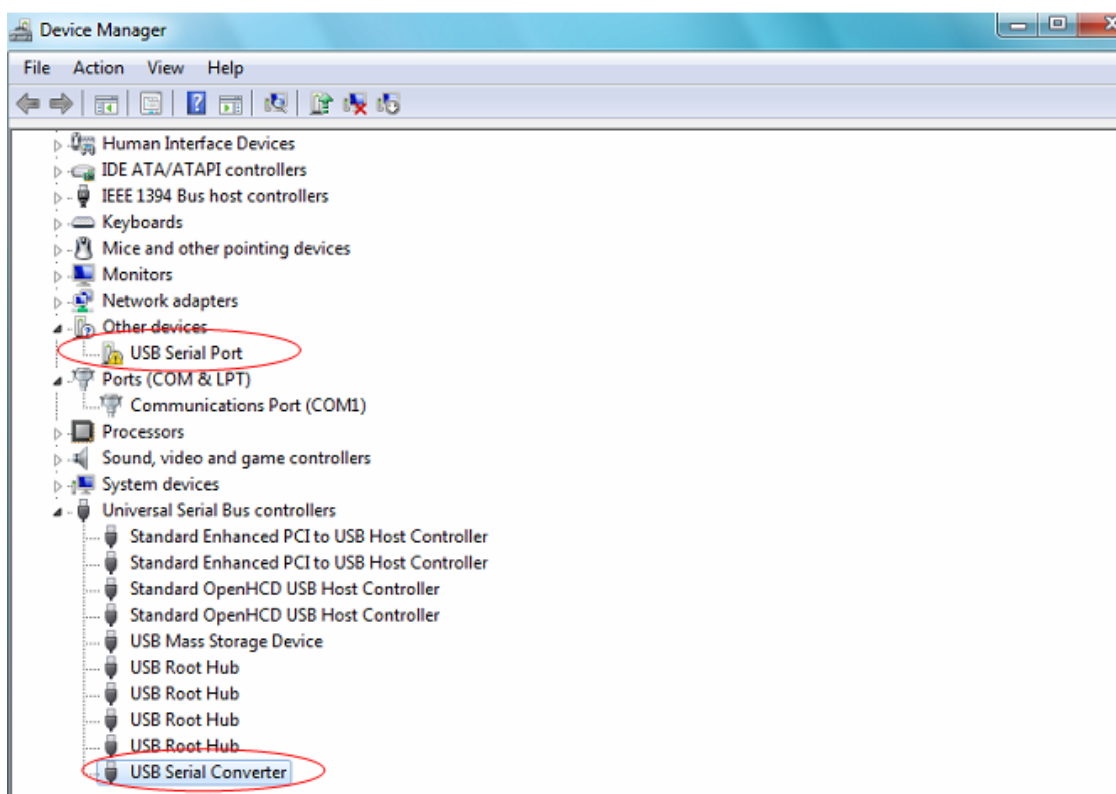 Device Manager
File Action View Help
Human Interface Devices
IDE ATA/ATAPI controllers
IEEE 1394 Bus host controllers
Keyboards
Mice and other pointing devices
Monitors
Network adapters
Other devices
USB Serial Port
Ports (COM & LPT)
Communications Port (COM1)
Processors
Sound, video and game controllers
System devices
Universal Serial Bus controllers
Standard Enhanced PCI to USB Host Controller
Standard Enhanced PCI to USB Host Controller
Standard OpenHCD USB Host Controller
Standard OpenHCD USB Host Controller
USB Mass Storage Device
USB Root Hub
USB Root Hub
USB Root Hub
USB Root Hub
USB Serial Converter